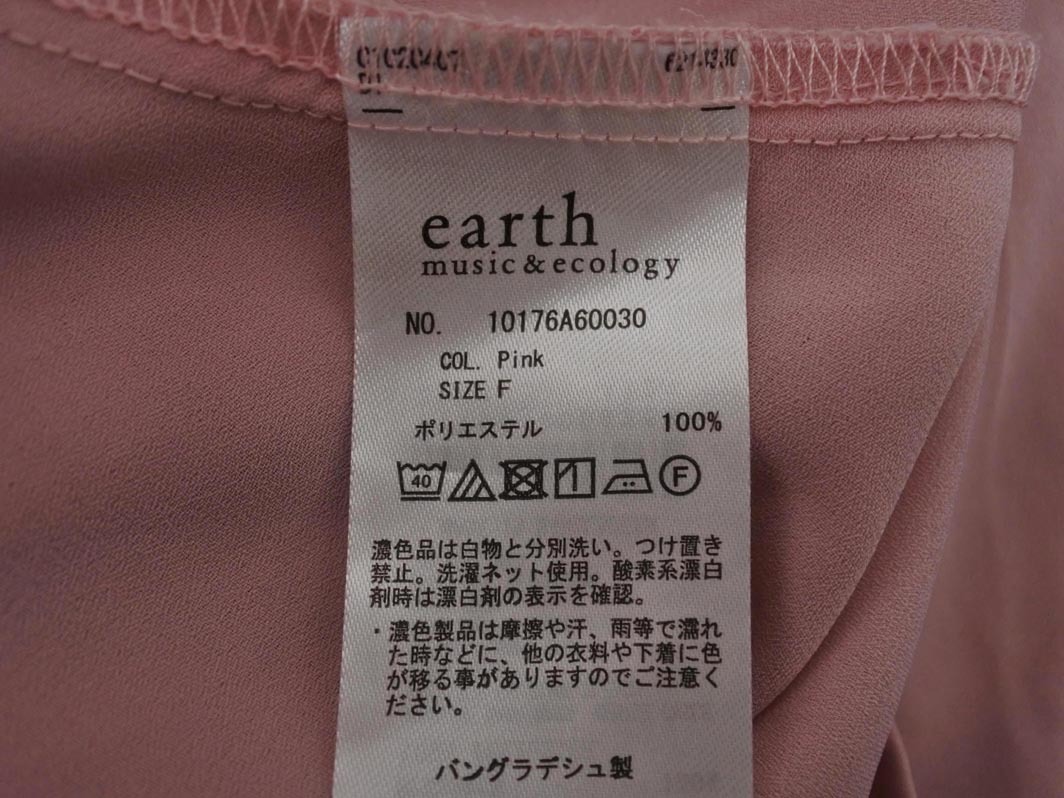 earth
music & ecology
NO. 10176A60030
COL. Pink
SIZE F
ポリエステル 100%
40 F
濃色品は白物と分別洗い。つけ置き
禁止。洗濯ネット使用。酸素系漂白
剤時は漂白剤の表示を確認。
・濃色製品は摩擦や汗、雨等で濡れ
た時などに、他の衣料や下着に色
が移る事がありますのでご注意く
ださい。
バングラデシュ製